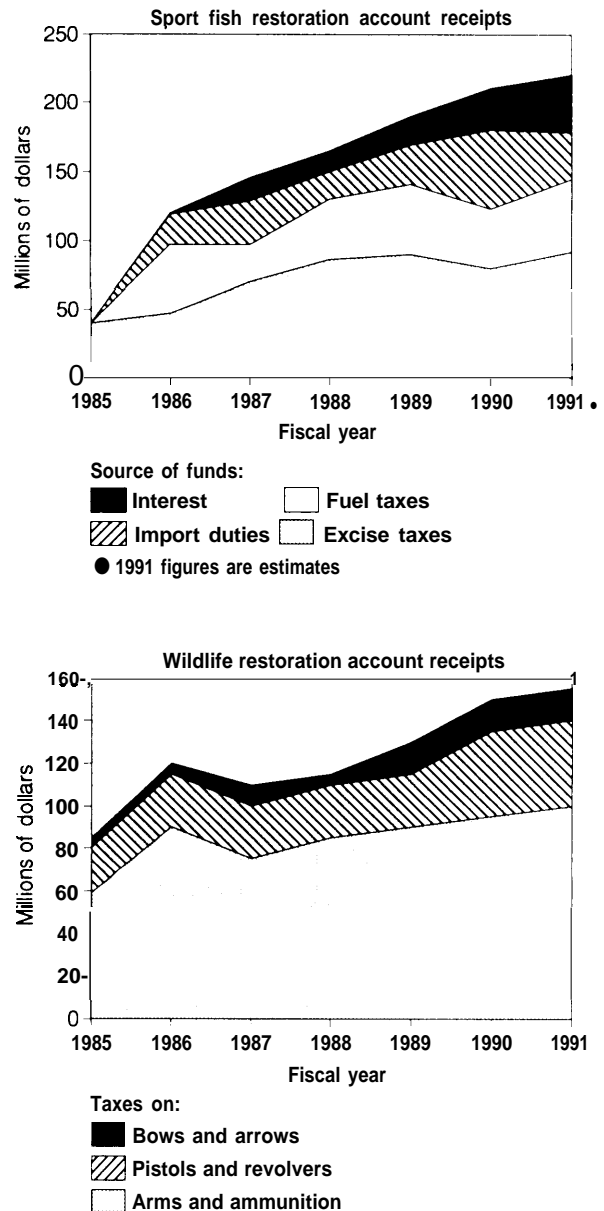 Sport fish restoration account receipts
250
200
150
100
50
0
Millions of dollars
1985 1986 1987 1988 1989 1990 1991 •
Fiscal year
Source of funds:
Interest Fuel taxes
Import duties Excise taxes
● 1991 figures are estimates
Wildlife restoration account receipts
160-,
140
120
100
80
60
40
20-
0
Millions of dollars
1985 1986 1987 1988 1989 1990 1991
Fiscal year
Taxes on:
Bows and arrows
Pistols and revolvers
Arms and ammunition